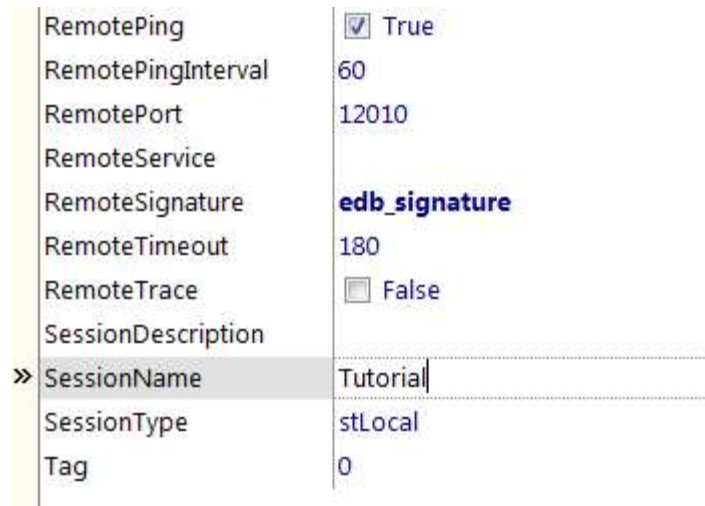 RemotePing True
RemotePingInterval 60
RemotePort 12010
RemoteService
RemoteSignature edb_signature
RemoteTimeout 180
RemoteTrace False
SessionDescription
» SessionName Tutorial
SessionType stLocal
Tag 0